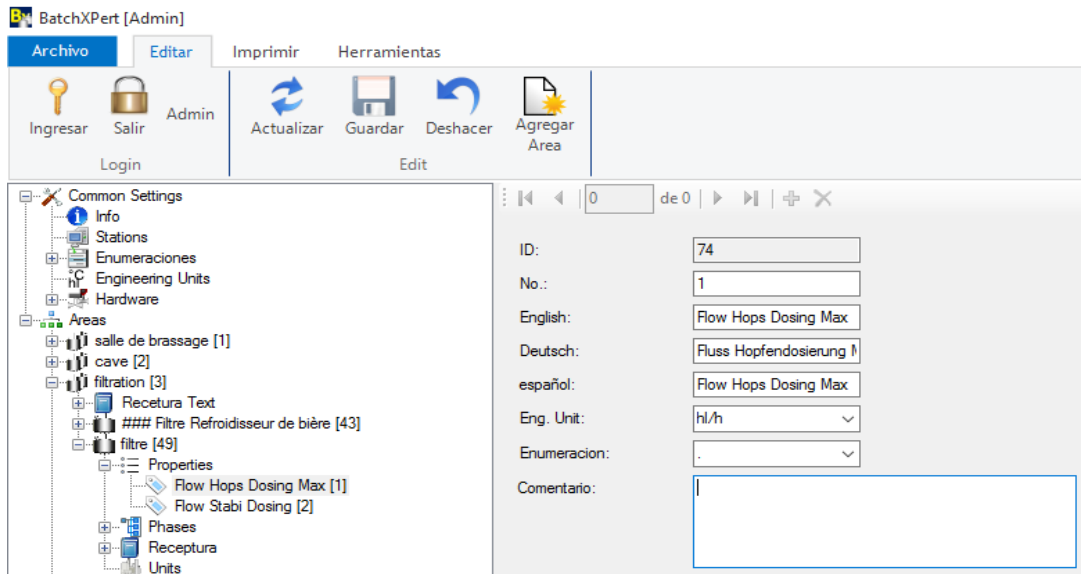 BatchXPert [Admin]
Archivo Editar Imprimir Herramientas
Ingresar Salir Admin Actualizar Guardar Deshacer Agregar Area
Login Edit
Common Settings
Info
Stations
Enumeraciones
Engineering Units
Hardware
Areas
salle de brassage [1]
cave [2]
filtration [3]
Recetura Text
### Filtre Refroidisseur de bière [43]
filtre [49]
Properties
Flow Hops Dosing Max [1]
Flow Stabi Dosing [2]
Phases
Receptura
Units
0 de 0
ID: 74
No.: 1
English: Flow Hops Dosing Max
Deutsch: Fluss Hopfendosierung M
español: Flow Hops Dosing Max
Eng. Unit: hl/h
Enumeracion: .
Comentario: